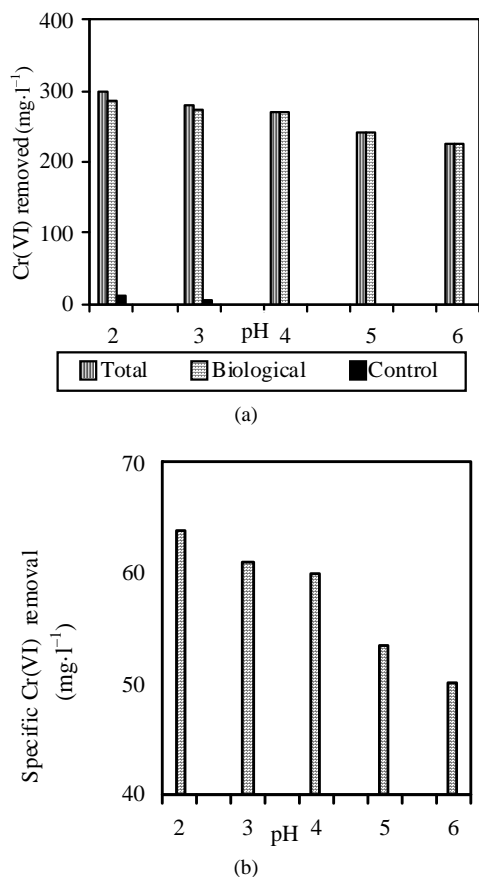 400
300
200
100
0
Cr(VI) removed (mg·l⁻¹)
2 3 pH 4 5 6
Total Biological Control
(a)
70
60
50
40
Specific Cr(VI) removal
(mg·l⁻¹)
2 3 4 5 6
pH
(b)